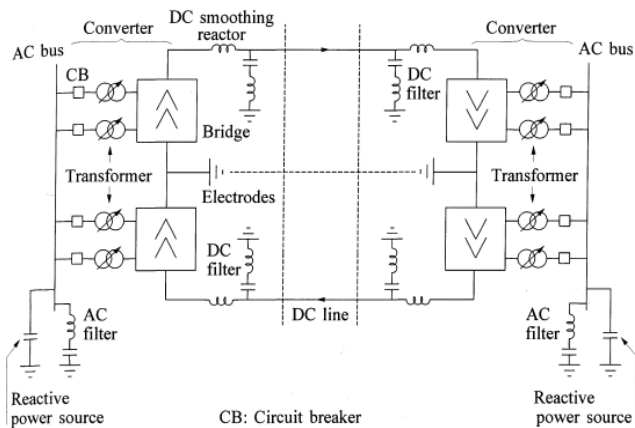 DC smoothing
reactor
Converter
AC bus
CB
Bridge
Transformer
Electrodes
DC
filter
AC
filter
Reactive
power source
DC line
CB: Circuit breaker
DC
filter
Converter
AC bus
Transformer
AC
filter
Reactive
power source